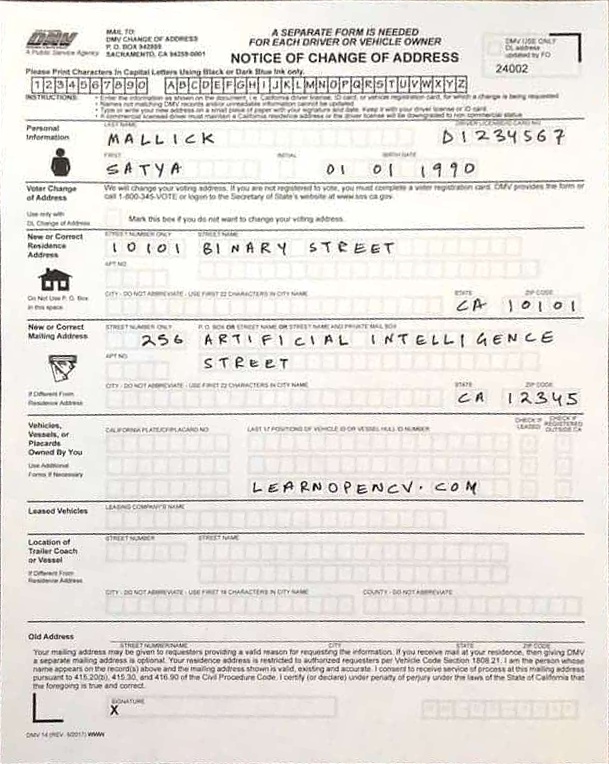 DMV
A Public Service Agency
MAIL TO:
DMV CHANGE OF ADDRESS
P. O. BOX 942859
SACRAMENTO, CA 94259-0001
A SEPARATE FORM IS NEEDED
FOR EACH DRIVER OR VEHICLE OWNER
NOTICE OF CHANGE OF ADDRESS
DMV USE ONLY
DL address
updated by FO
24002
Please Print Characters In Capital Letters Using Black or Dark Blue Ink only.
1 2 3 4 5 6 7 8 9 0 A B C D E F G H I J K L M N O P Q R S T U V W X Y Z
INSTRUCTIONS:
• Enter the information as shown on the document, i.e. California driver license, ID card, or vehicle registration card, for which a change is being requested
• Names not matching DMV records and/or unreadable information cannot be updated.
• Type or write your new address on a small piece of paper with your signature and date. Keep it with your driver license or ID card.
• If commercial licensed driver must maintain a California residence address or the driver license will be downgraded to non commercial status
Personal
Information
LAST NAME
DRIVER LICENSE/ID CARD NO.
MALLICK D1234567
FIRST INITIAL BIRTH DATE
SATYA 01 01 1990
Voter Change
of Address
We will change your voting address. If you are not registered to vote, you must complete a voter registration card. DMV provides the form or
call 1-800-345-VOTE or logon to the Secretary of State's website at www.sos.ca.gov.
Use only with
DL Change of Address
Mark this box if you do not want to change your voting address.
New or Correct
Residence
Address
STREET NUMBER ONLY STREET NAME
10101 BINARY STREET
APT NO.
Do Not Use P. O. Box
in this space
CITY - DO NOT ABBREVIATE - USE FIRST 22 CHARACTERS IN CITY NAME STATE ZIP CODE
CA 10101
New or Correct
Mailing Address
STREET NUMBER ONLY P. O. BOX OR STREET NAME OR STREET NAME AND PRIVATE MAIL BOX
256 ARTIFICIAL INTELLIGENCE
APT NO.
STREET
If Different From
Residence Address
CITY - DO NOT ABBREVIATE - USE FIRST 22 CHARACTERS IN CITY NAME STATE ZIP CODE
CA 12345
Vehicles,
Vessels, or
Placards
Owned By You
Use Additional
Forms If Necessary
CALIFORNIA PLATE/CF/PLACARD NO. LAST 17 POSITIONS OF VEHICLE ID OR VESSEL HULL ID NUMBER
CHECK IF
LEASED
CHECK IF
REGISTERED
OUTSIDE CA
LEARNOPENCV.COM
Leased Vehicles
LEASING COMPANY'S NAME
Location of
Trailer Coach
or Vessel
If Different From
Residence Address
STREET NUMBER STREET NAME
CITY - DO NOT ABBREVIATE - USE FIRST 18 CHARACTERS IN CITY NAME COUNTY - DO NOT ABBREVIATE
Old Address
STREET NUMBER/NAME CITY STATE ZIP CODE
Your mailing address may be given to requesters providing a valid reason for requesting the information. If you receive mail at your residence, then giving DMV
a separate mailing address is optional. Your residence address is restricted to authorized requesters per Vehicle Code Section 1808.21. I am the person whose
name appears on the record(s) above and the mailing address shown is valid, existing and accurate. I consent to receive service of process at this mailing address
pursuant to 415.20(b), 415.30, and 416.90 of the Civil Procedure Code. I certify (or declare) under penalty of perjury under the laws of the State of California that
the foregoing is true and correct.
SIGNATURE
X
DMV 14 (REV. 6/2017) WWW